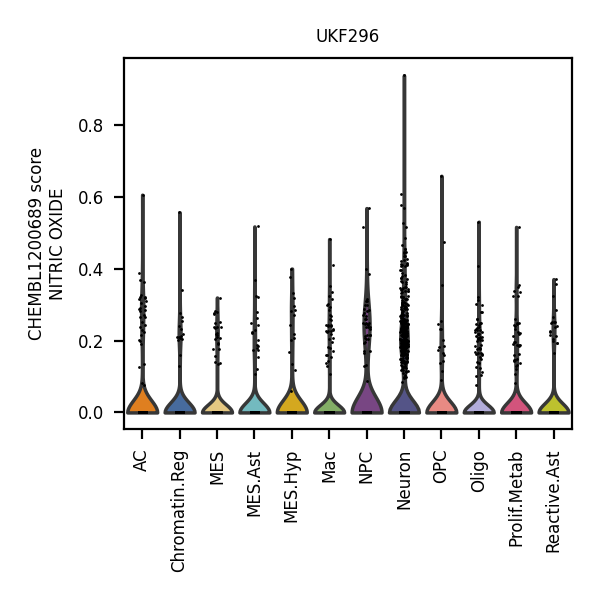 UKF296
CHEMBL1200689 score
NITRIC OXIDE
0.8
0.6
0.4
0.2
0.0
AC
Chromatin.Reg
MES
MES.Ast
MES.Hyp
Mac
NPC
Neuron
OPC
Oligo
Prolif.Metab
Reactive.Ast